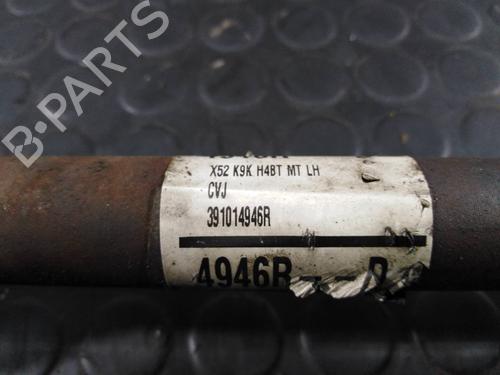 B-PARTS
X52 K9K H4BT MT LH
CVJ
391014946R
4946R -- D